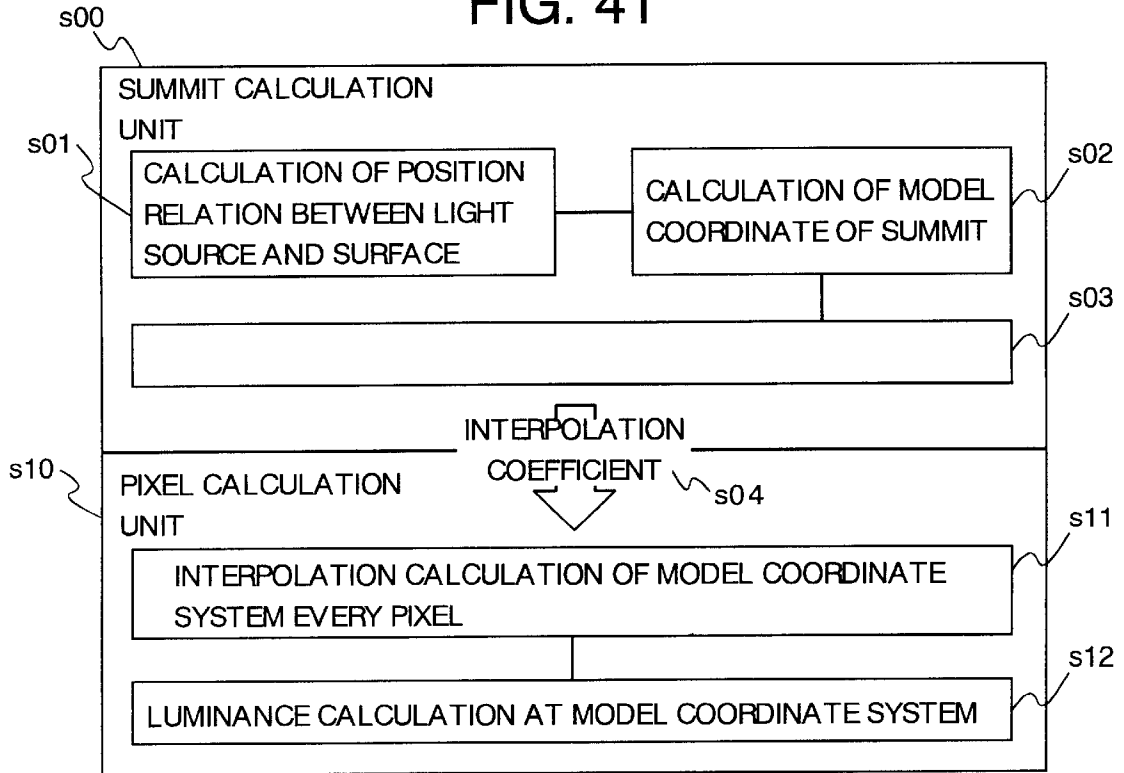 FIG. 41
s00
SUMMIT CALCULATION
UNIT
s01
CALCULATION OF POSITION
RELATION BETWEEN LIGHT
SOURCE AND SURFACE
s02
CALCULATION OF MODEL
COORDINATE OF SUMMIT
s03
INTERPOLATION
COEFFICIENT
s04
s10
PIXEL CALCULATION
UNIT
s11
INTERPOLATION CALCULATION OF MODEL COORDINATE
SYSTEM EVERY PIXEL
s12
LUMINANCE CALCULATION AT MODEL COORDINATE SYSTEM